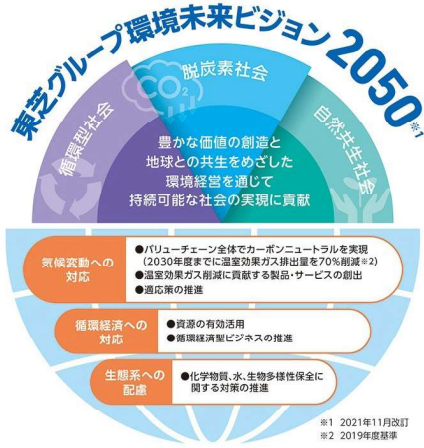 東芝グループ環境未来ビジョン2050※1
循環型社会
CO2
脱炭素社会
自然共生社会
豊かな価値の創造と
地球との共生をめざした
環境経営を通じて
持続可能な社会の実現に貢献
気候変動への
対応
●バリューチェーン全体でカーボンニュートラルを実現
(2030年度までに温室効果ガス排出量を70%削減※2)
●温室効果ガス削減に貢献する製品・サービスの創出
●適応策の推進
循環経済への
対応
●資源の有効活用
●循環経済型ビジネスの推進
生態系への
配慮
●化学物質、水、生物多様性保全に
関する対策の推進
※1 2021年11月改訂
※2 2019年度基準